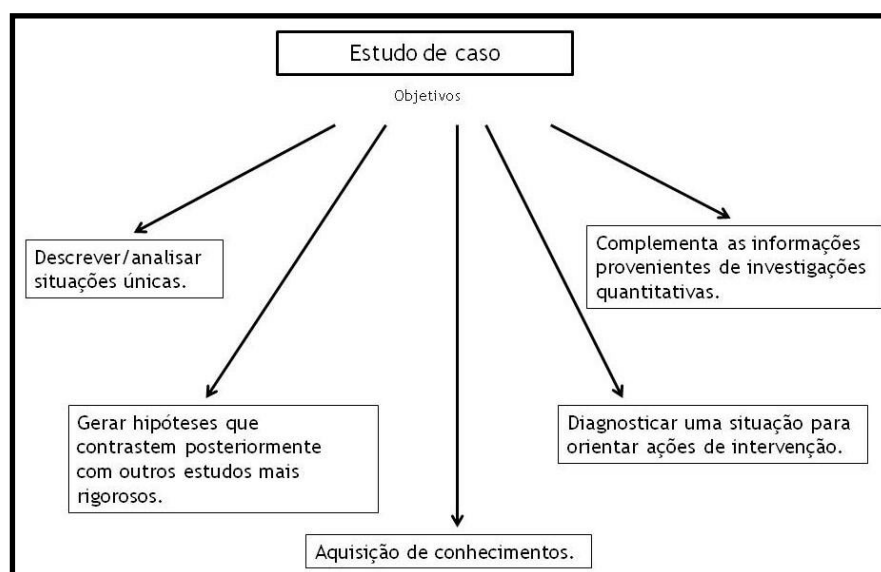 Estudo de caso
Objetivos
Descrever/analisar
situações únicas.
Complementa as informações
provenientes de investigações
quantitativas.
Gerar hipóteses que
contrastem posteriormente
com outros estudos mais
rigorosos.
Diagnosticar uma situação para
orientar ações de intervenção.
Aquisição de conhecimentos.